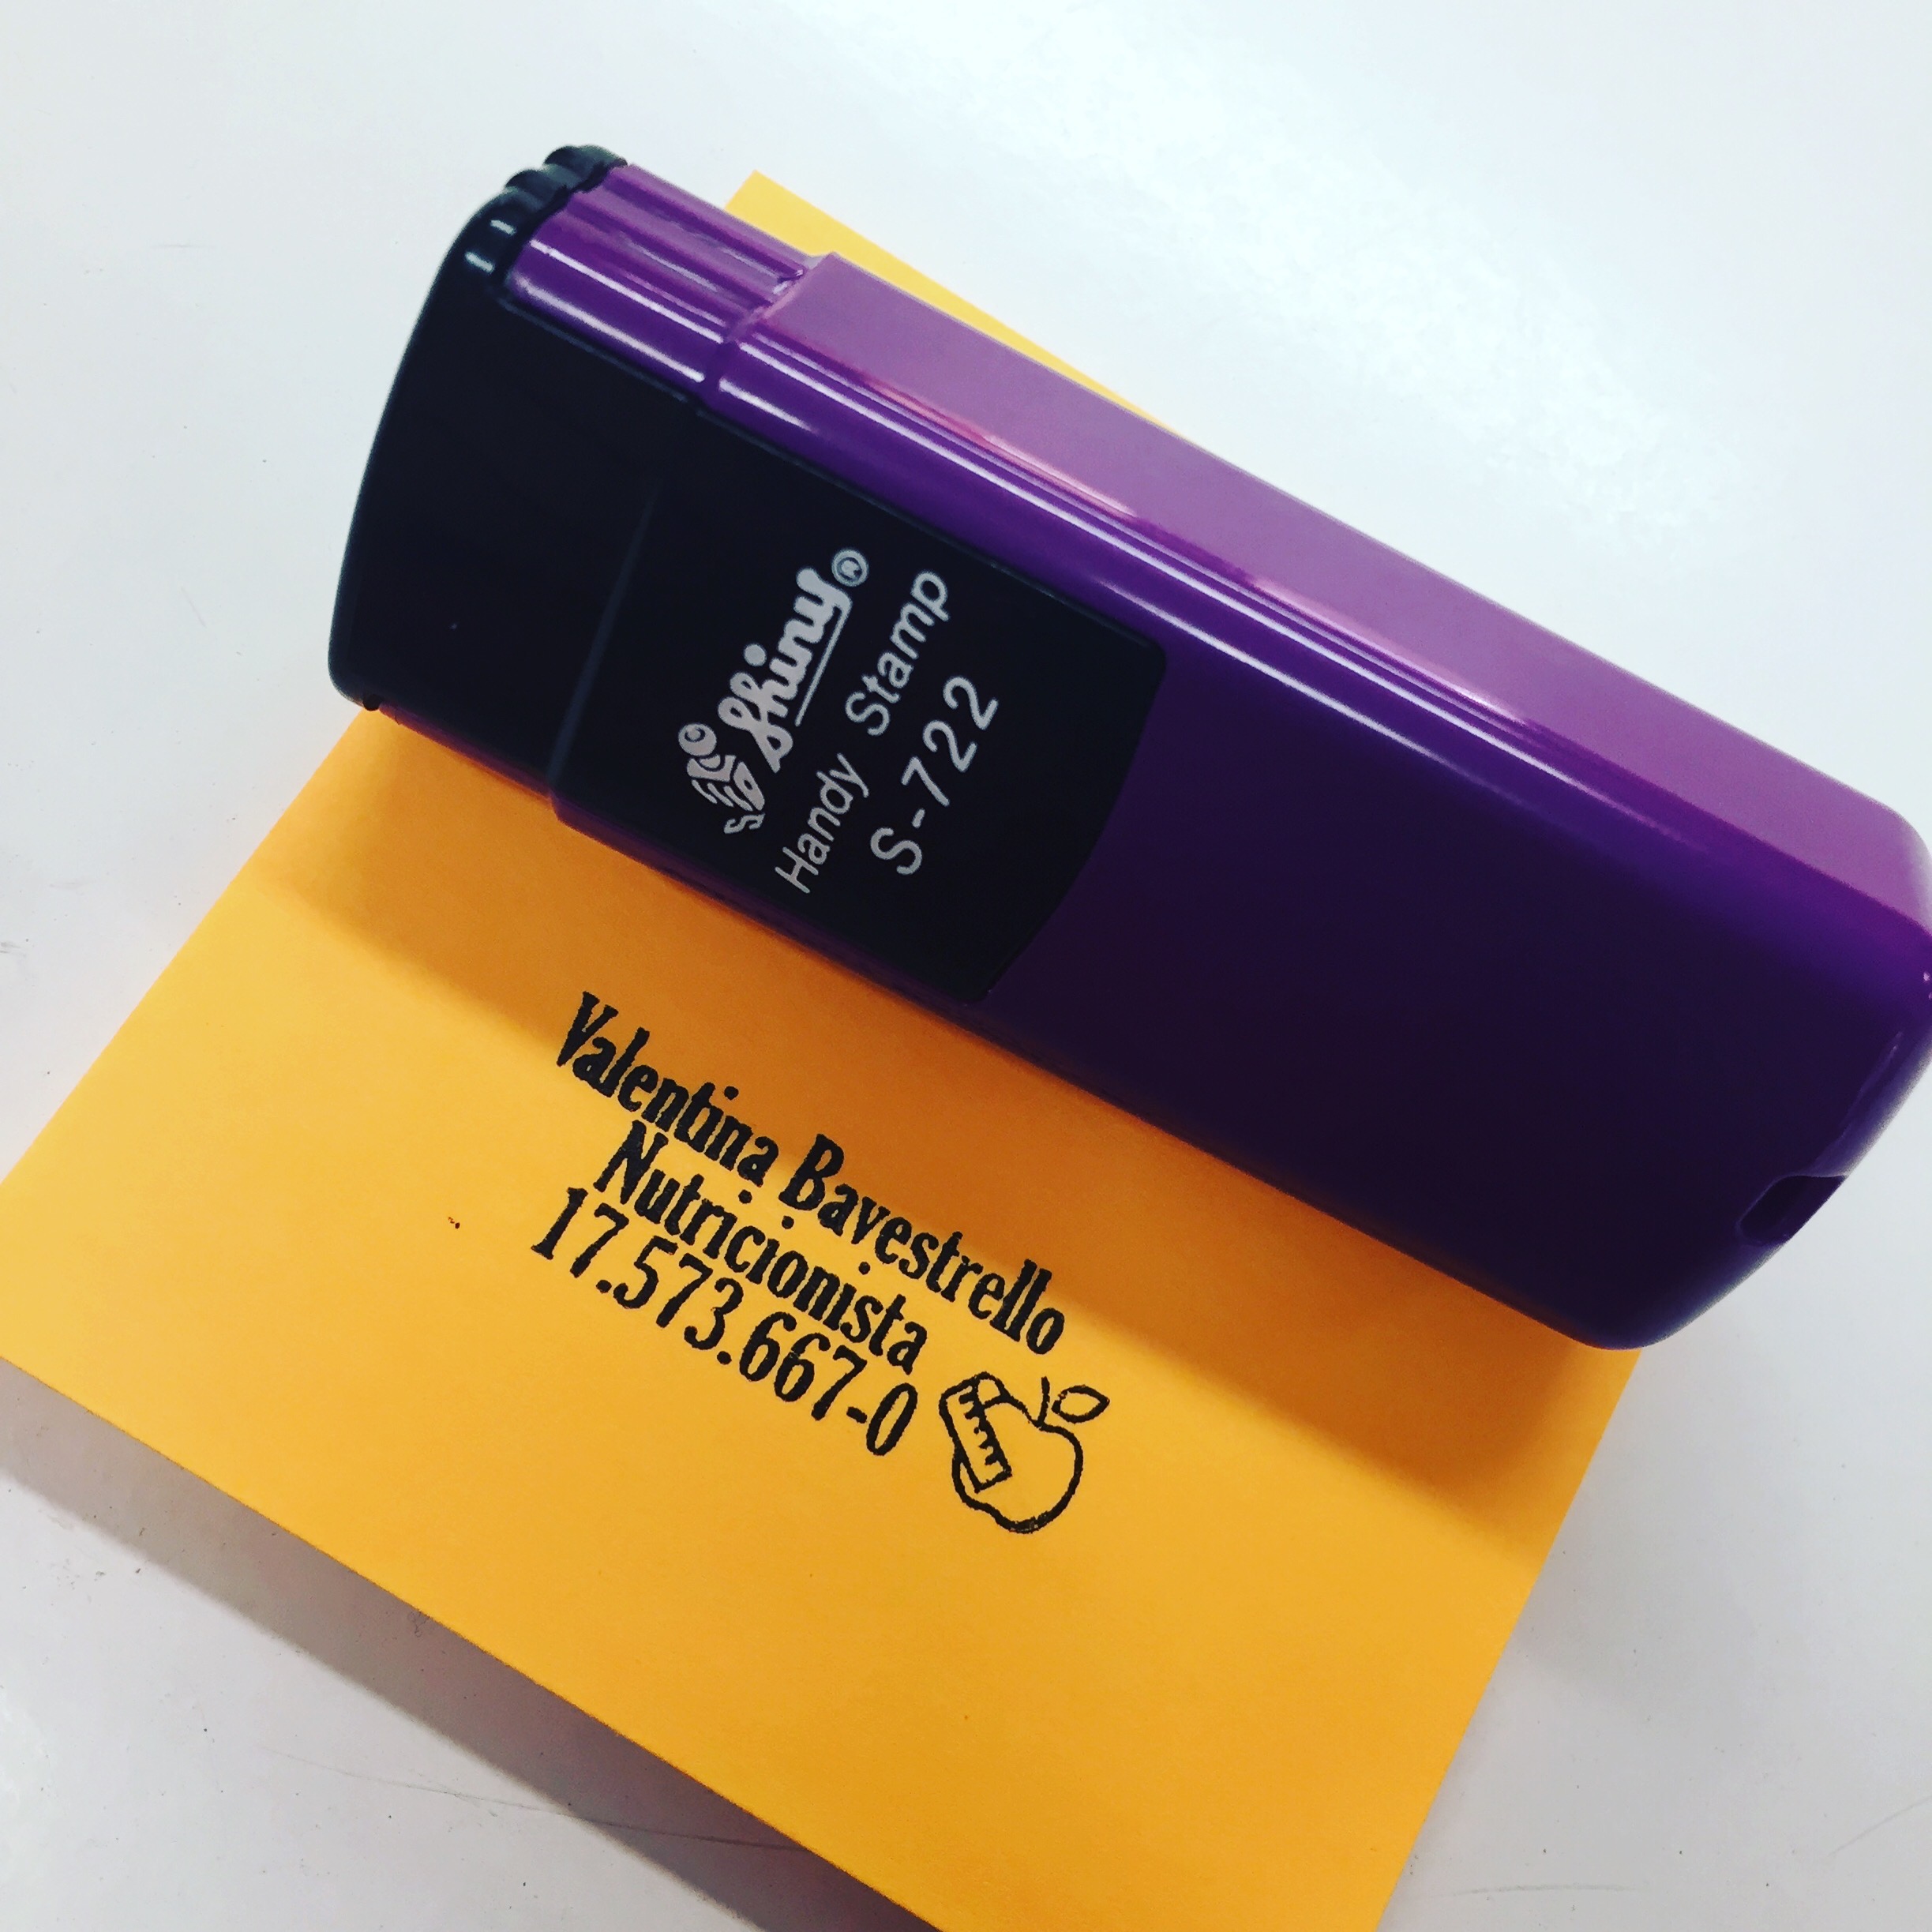 Shiny®
Handy Stamp
S-722
Valentina Bavestrello
Nutricionista
17.573.667-0